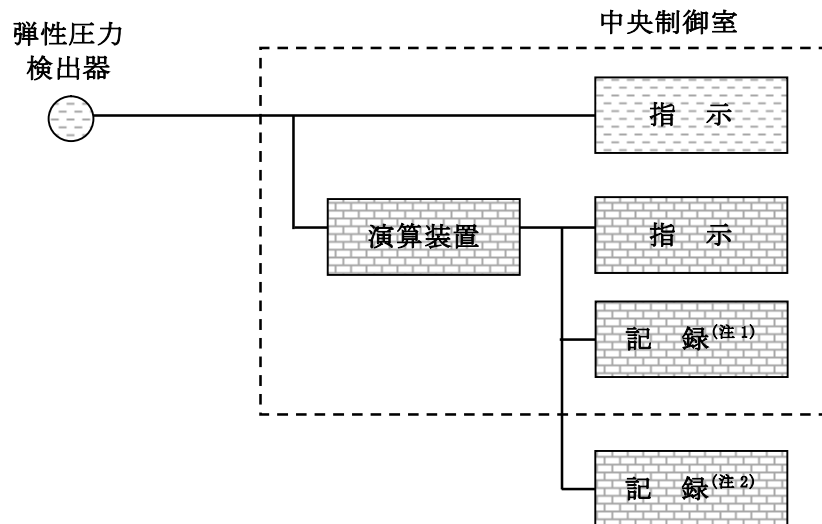 中央制御室
弾性圧力
検出器
指 示
演算装置
指 示
記 録(注1)
記 録(注2)